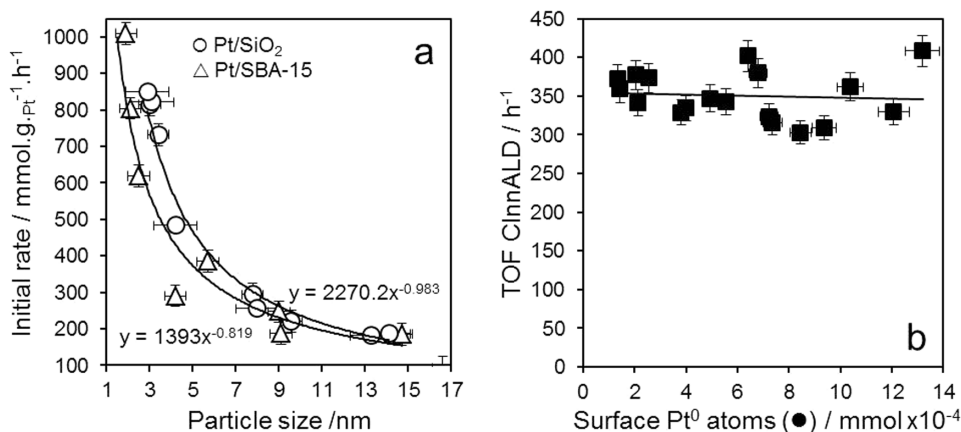 a
Pt/SiO₂
Pt/SBA-15
Initial rate / mmol.g.Pt⁻¹.h⁻¹
1000
900
800
700
600
500
400
300
200
100
y = 2270.2x⁻⁰·⁹⁸³
y = 1393x⁻⁰·⁸¹⁹
1 3 5 7 9 11 13 15 17
Particle size /nm
b
TOF CInnALD / h⁻¹
450
400
350
300
250
200
150
100
50
0
0 2 4 6 8 10 12 14
Surface Pt⁰ atoms (●) / mmol x10⁻⁴